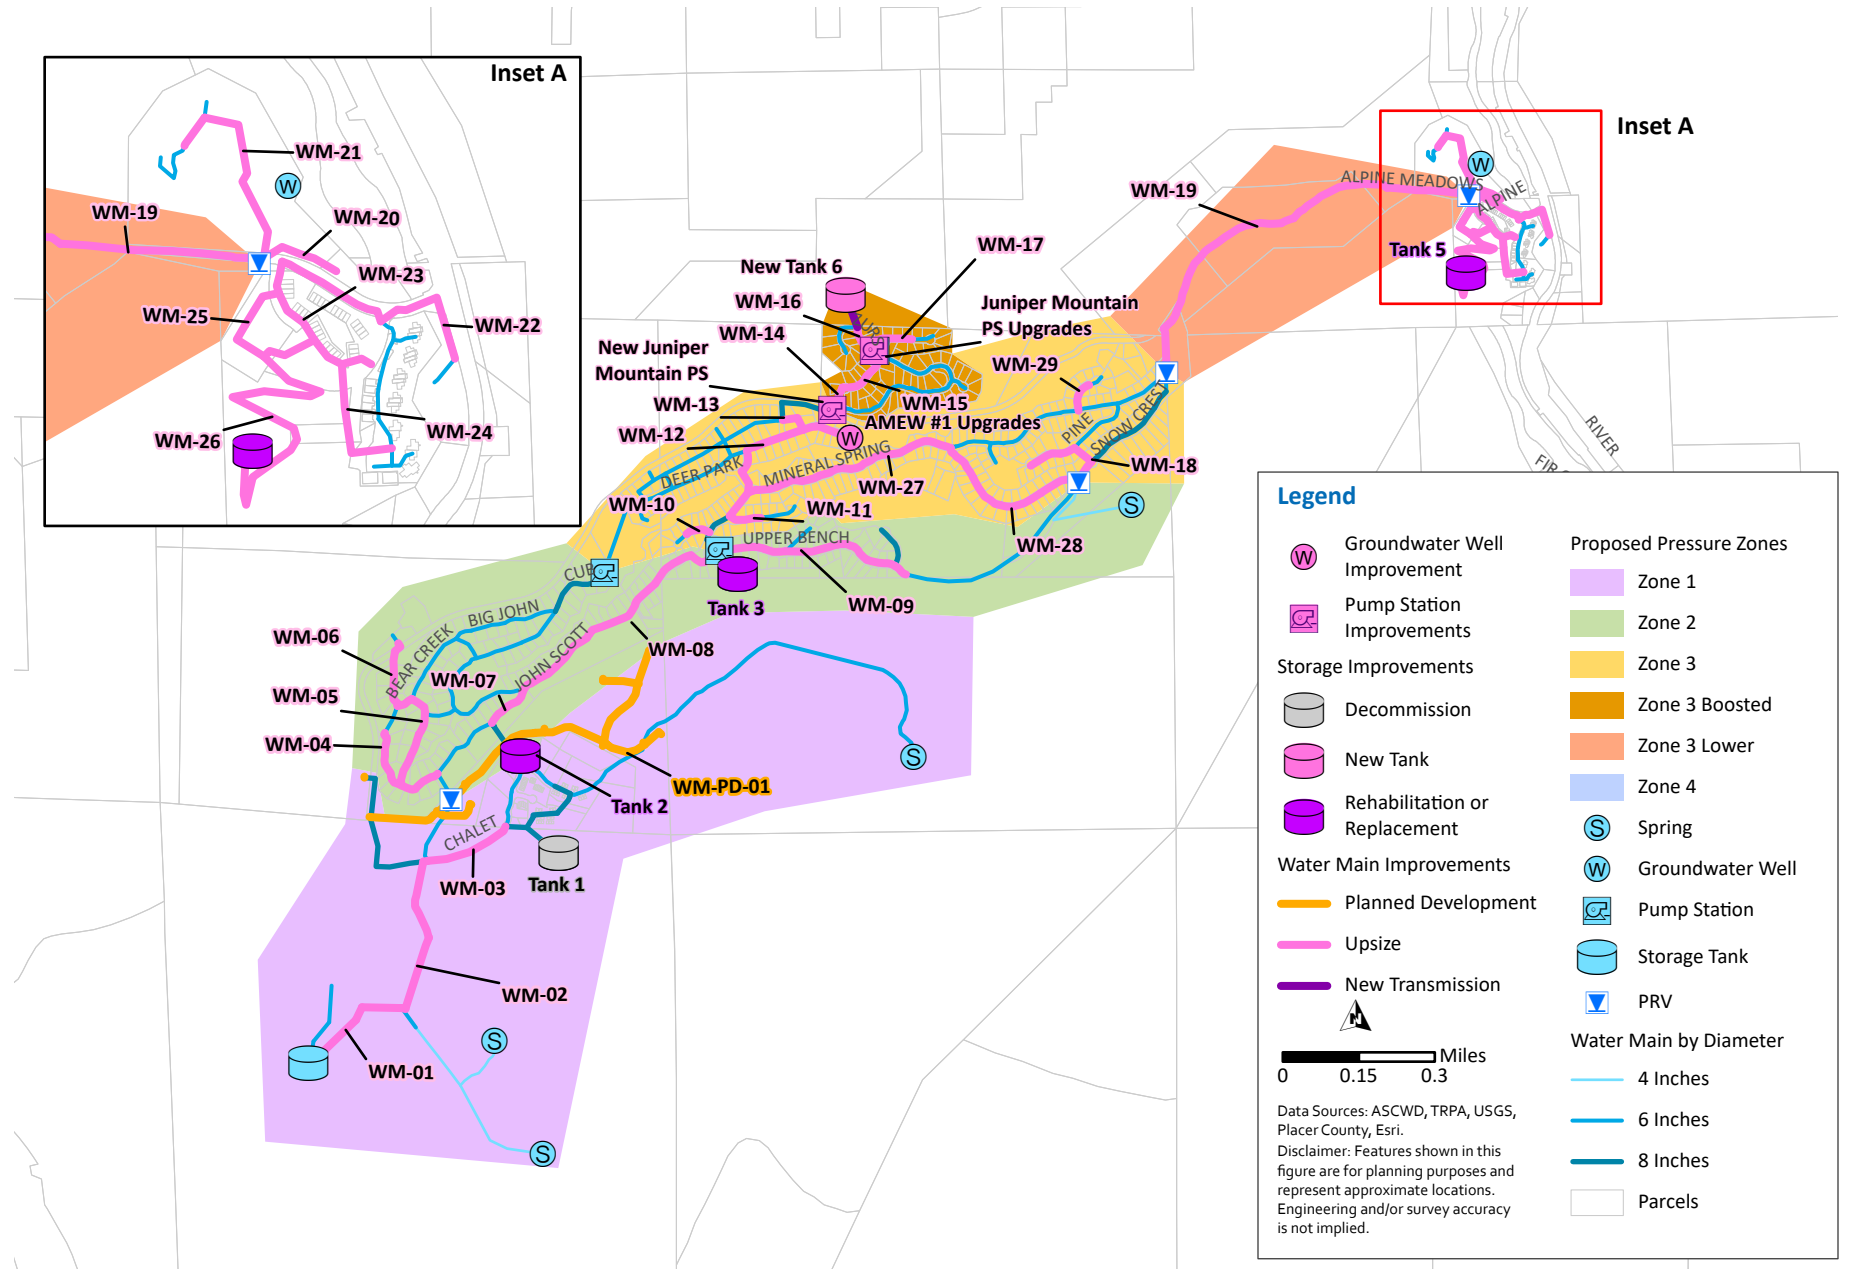 Inset A
WM-21
W
WM-20
WM-19
WM-23
WM-25
WM-22
WM-26
WM-24
Inset A
W
ALPINE MEADOWS
ALPINE
WM-19
Tank 5
WM-17
New Tank 6
WM-16
Juniper Mountain
PS Upgrades
WM-14
New Juniper
Mountain PS
WM-29
WM-13
WM-15
AMEW #1 Upgrades
W
WM-12
PINE
SNOW CREST
DEER PARK
MINERAL SPRING
WM-18
WM-27
RIVER
S
WM-10
WM-11
UPPER BENCH
WM-28
CUB
Tank 3
WM-09
BIG JOHN
WM-06
BEAR CREEK
JOHN SCOTT
WM-08
WM-07
WM-05
WM-04
S
WM-PD-01
Tank 2
CHALET
WM-03
Tank 1
WM-02
S
WM-01
S
Legend
W
Groundwater Well
Improvement
Pump Station
Improvements
Storage Improvements
Decommission
New Tank
Rehabilitation or
Replacement
Water Main Improvements
Planned Development
Upsize
New Transmission
N
Miles
0
0.15
0.3
Data Sources: ASCWD, TRPA, USGS,
Placer County, Esri.
Disclaimer: Features shown in this
figure are for planning purposes and
represent approximate locations.
Engineering and/or survey accuracy
is not implied.
Proposed Pressure Zones
Zone 1
Zone 2
Zone 3
Zone 3 Boosted
Zone 3 Lower
Zone 4
S
Spring
W
Groundwater Well
Pump Station
Storage Tank
PRV
Water Main by Diameter
4 Inches
6 Inches
8 Inches
Parcels